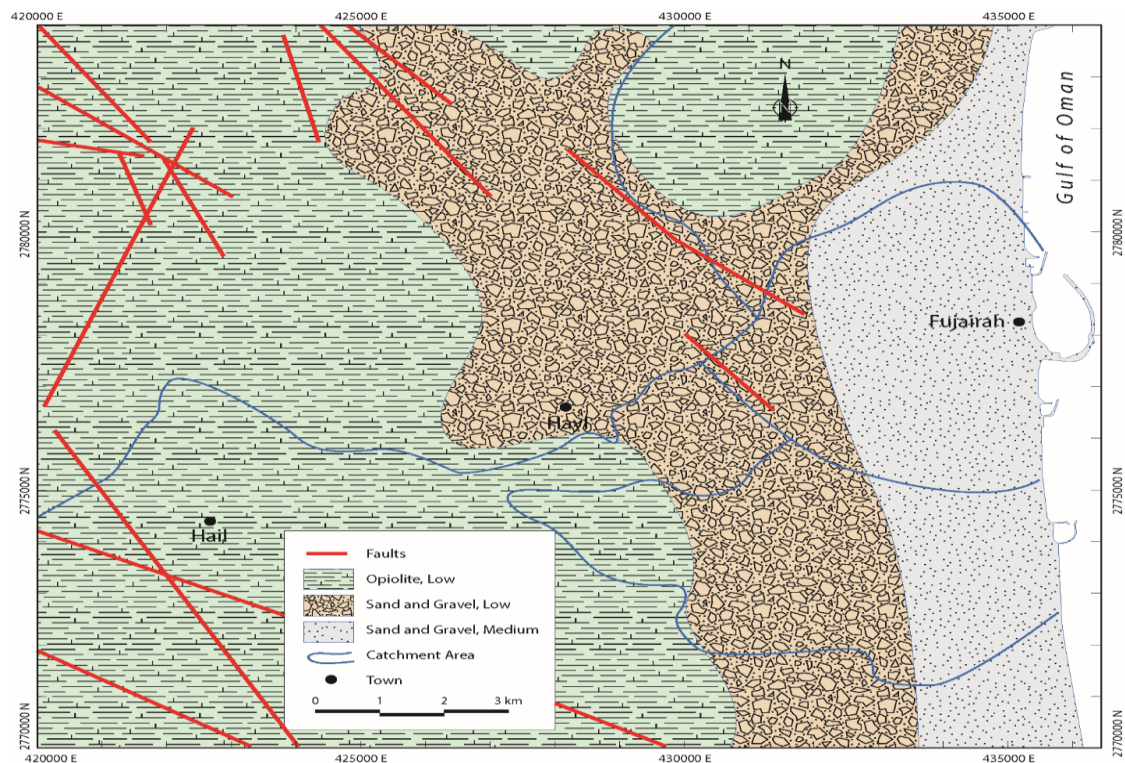 420000 E 425000 E 430000 E 435000 E
N
Gulf of Oman
2780000 N 2780000 N
Fujairah
Hayl
2775000 N 2775000 N
Hail
Faults
Opiolite, Low
Sand and Gravel, Low
Sand and Gravel, Medium
Catchment Area
Town
0 1 2 3 km
2770000 N 2770000 N
420000 E 425000 E 430000 E 435000 E